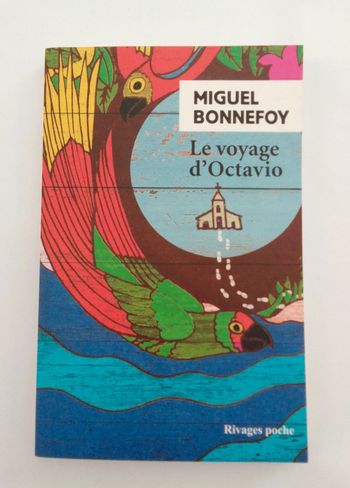 MIGUEL
BONNEFOY
Le voyage
d'Octavio
Rivages poche